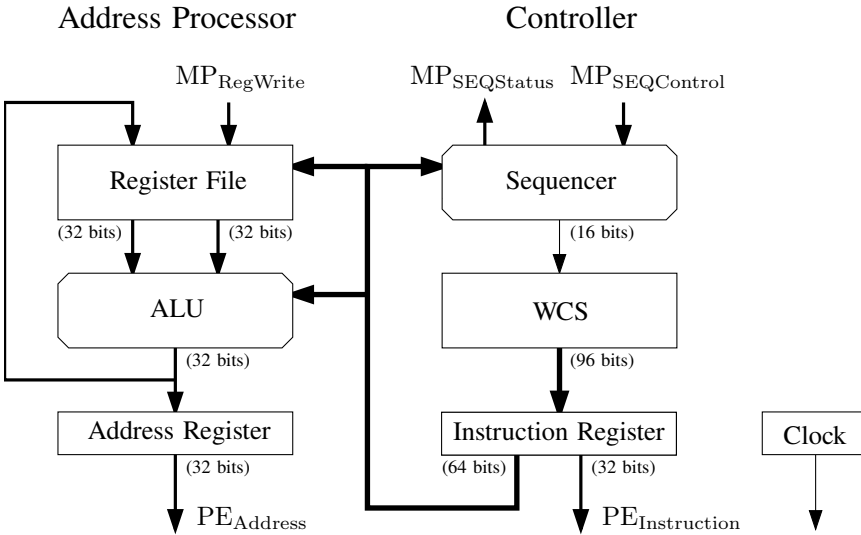 Address Processor
Controller
MP_RegWrite
MP_SEQStatus
MP_SEQControl
Register File
Sequencer
(32 bits)
(32 bits)
(16 bits)
ALU
WCS
(32 bits)
(96 bits)
Address Register
Instruction Register
Clock
(32 bits)
(64 bits)
(32 bits)
PE_Address
PE_Instruction